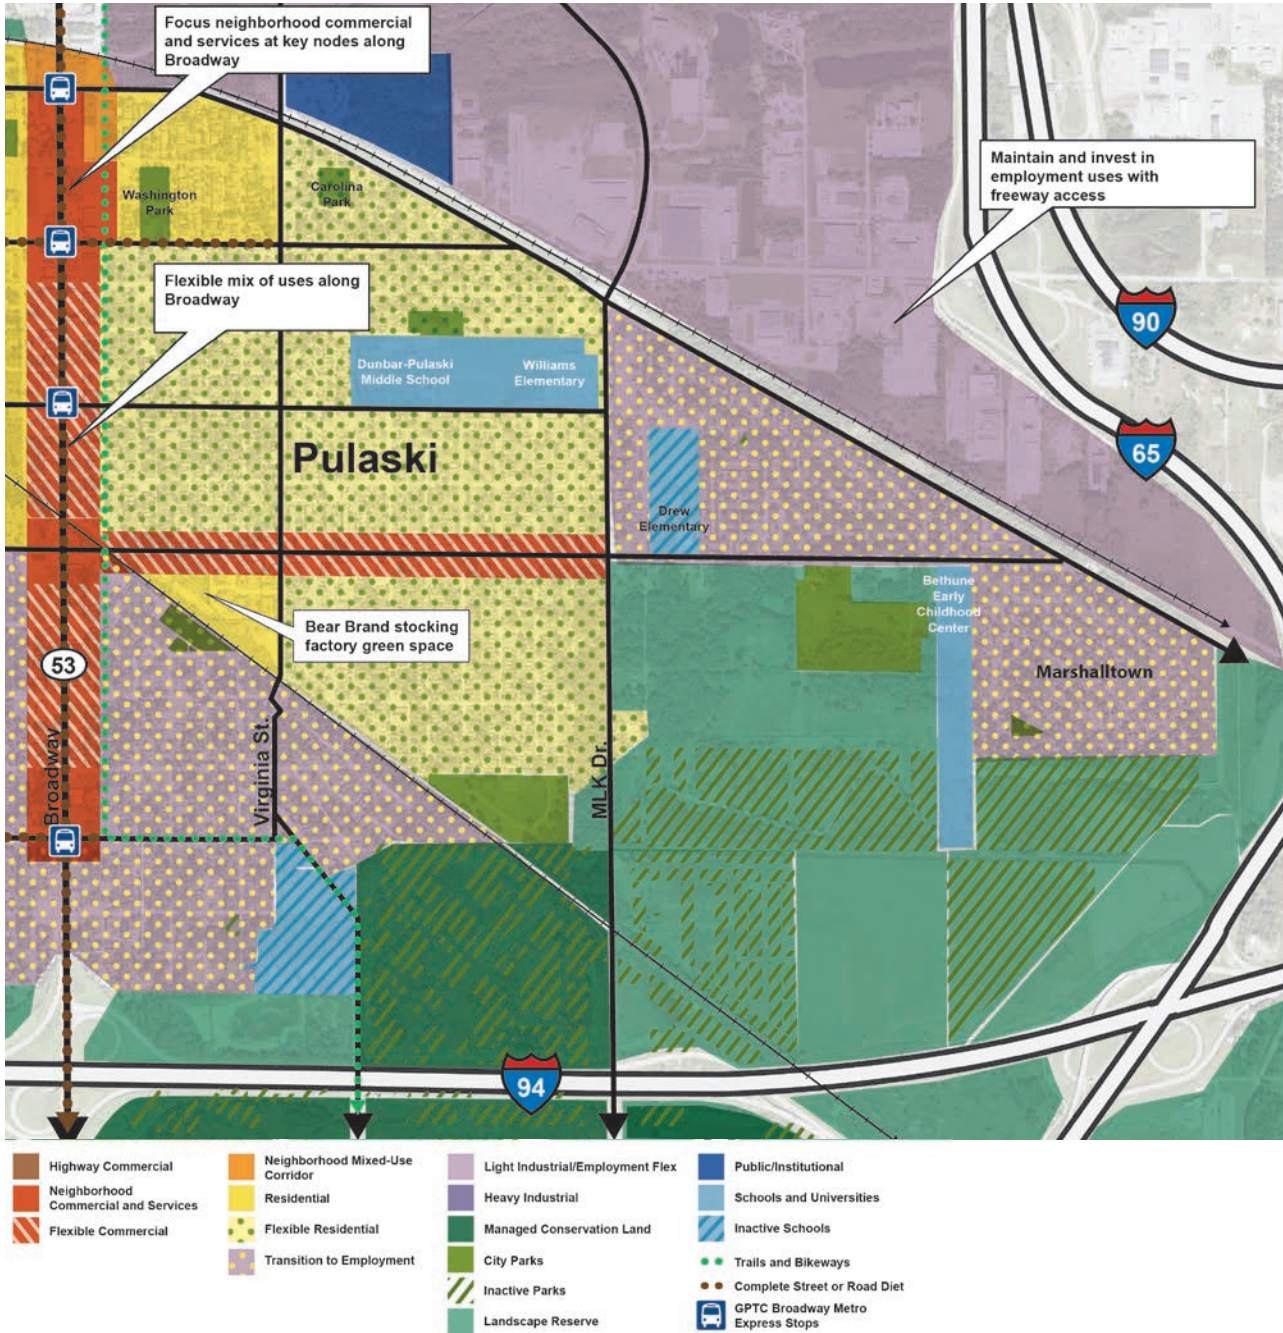 Focus neighborhood commercial
and services at key nodes along
Broadway
Maintain and invest in
employment uses with
freeway access
Washington
Park
Carolina
Park
Flexible mix of uses along
Broadway
90
Dunbar-Pulaski
Middle School
Williams
Elementary
65
Pulaski
Drew
Elementary
Bethune
Early
Childhood
Center
Bear Brand stocking
factory green space
53
Marshalltown
Broadway
Virginia St.
MLK Dr.
94
Highway Commercial
Neighborhood
Commercial and Services
Flexible Commercial
Neighborhood Mixed-Use
Corridor
Residential
Flexible Residential
Transition to Employment
Light Industrial/Employment Flex
Heavy Industrial
Managed Conservation Land
City Parks
Inactive Parks
Landscape Reserve
Public/Institutional
Schools and Universities
Inactive Schools
Trails and Bikeways
Complete Street or Road Diet
GPTC Broadway Metro
Express Stops